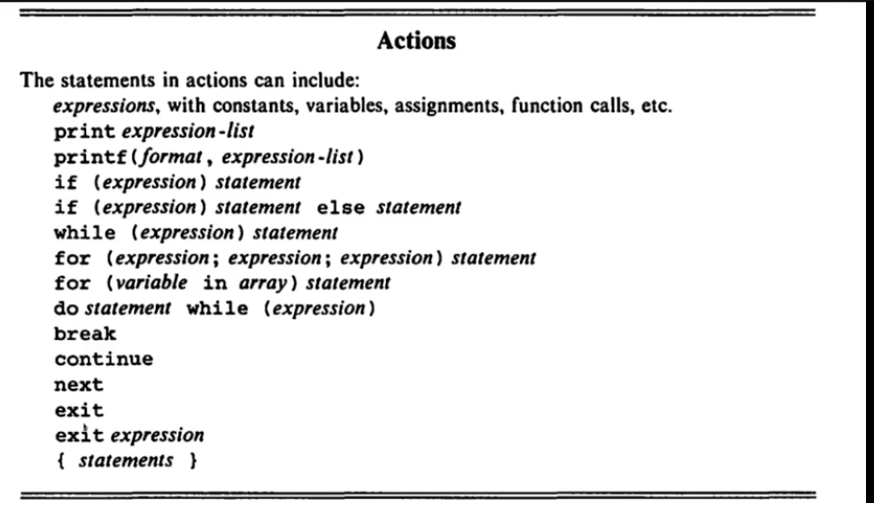 Actions
The statements in actions can include:
expressions, with constants, variables, assignments, function calls, etc.
print expression-list
printf(format, expression-list)
if (expression) statement
if (expression) statement else statement
while (expression) statement
for (expression; expression; expression) statement
for (variable in array) statement
do statement while (expression)
break
continue
next
exit
exit expression
{ statements }